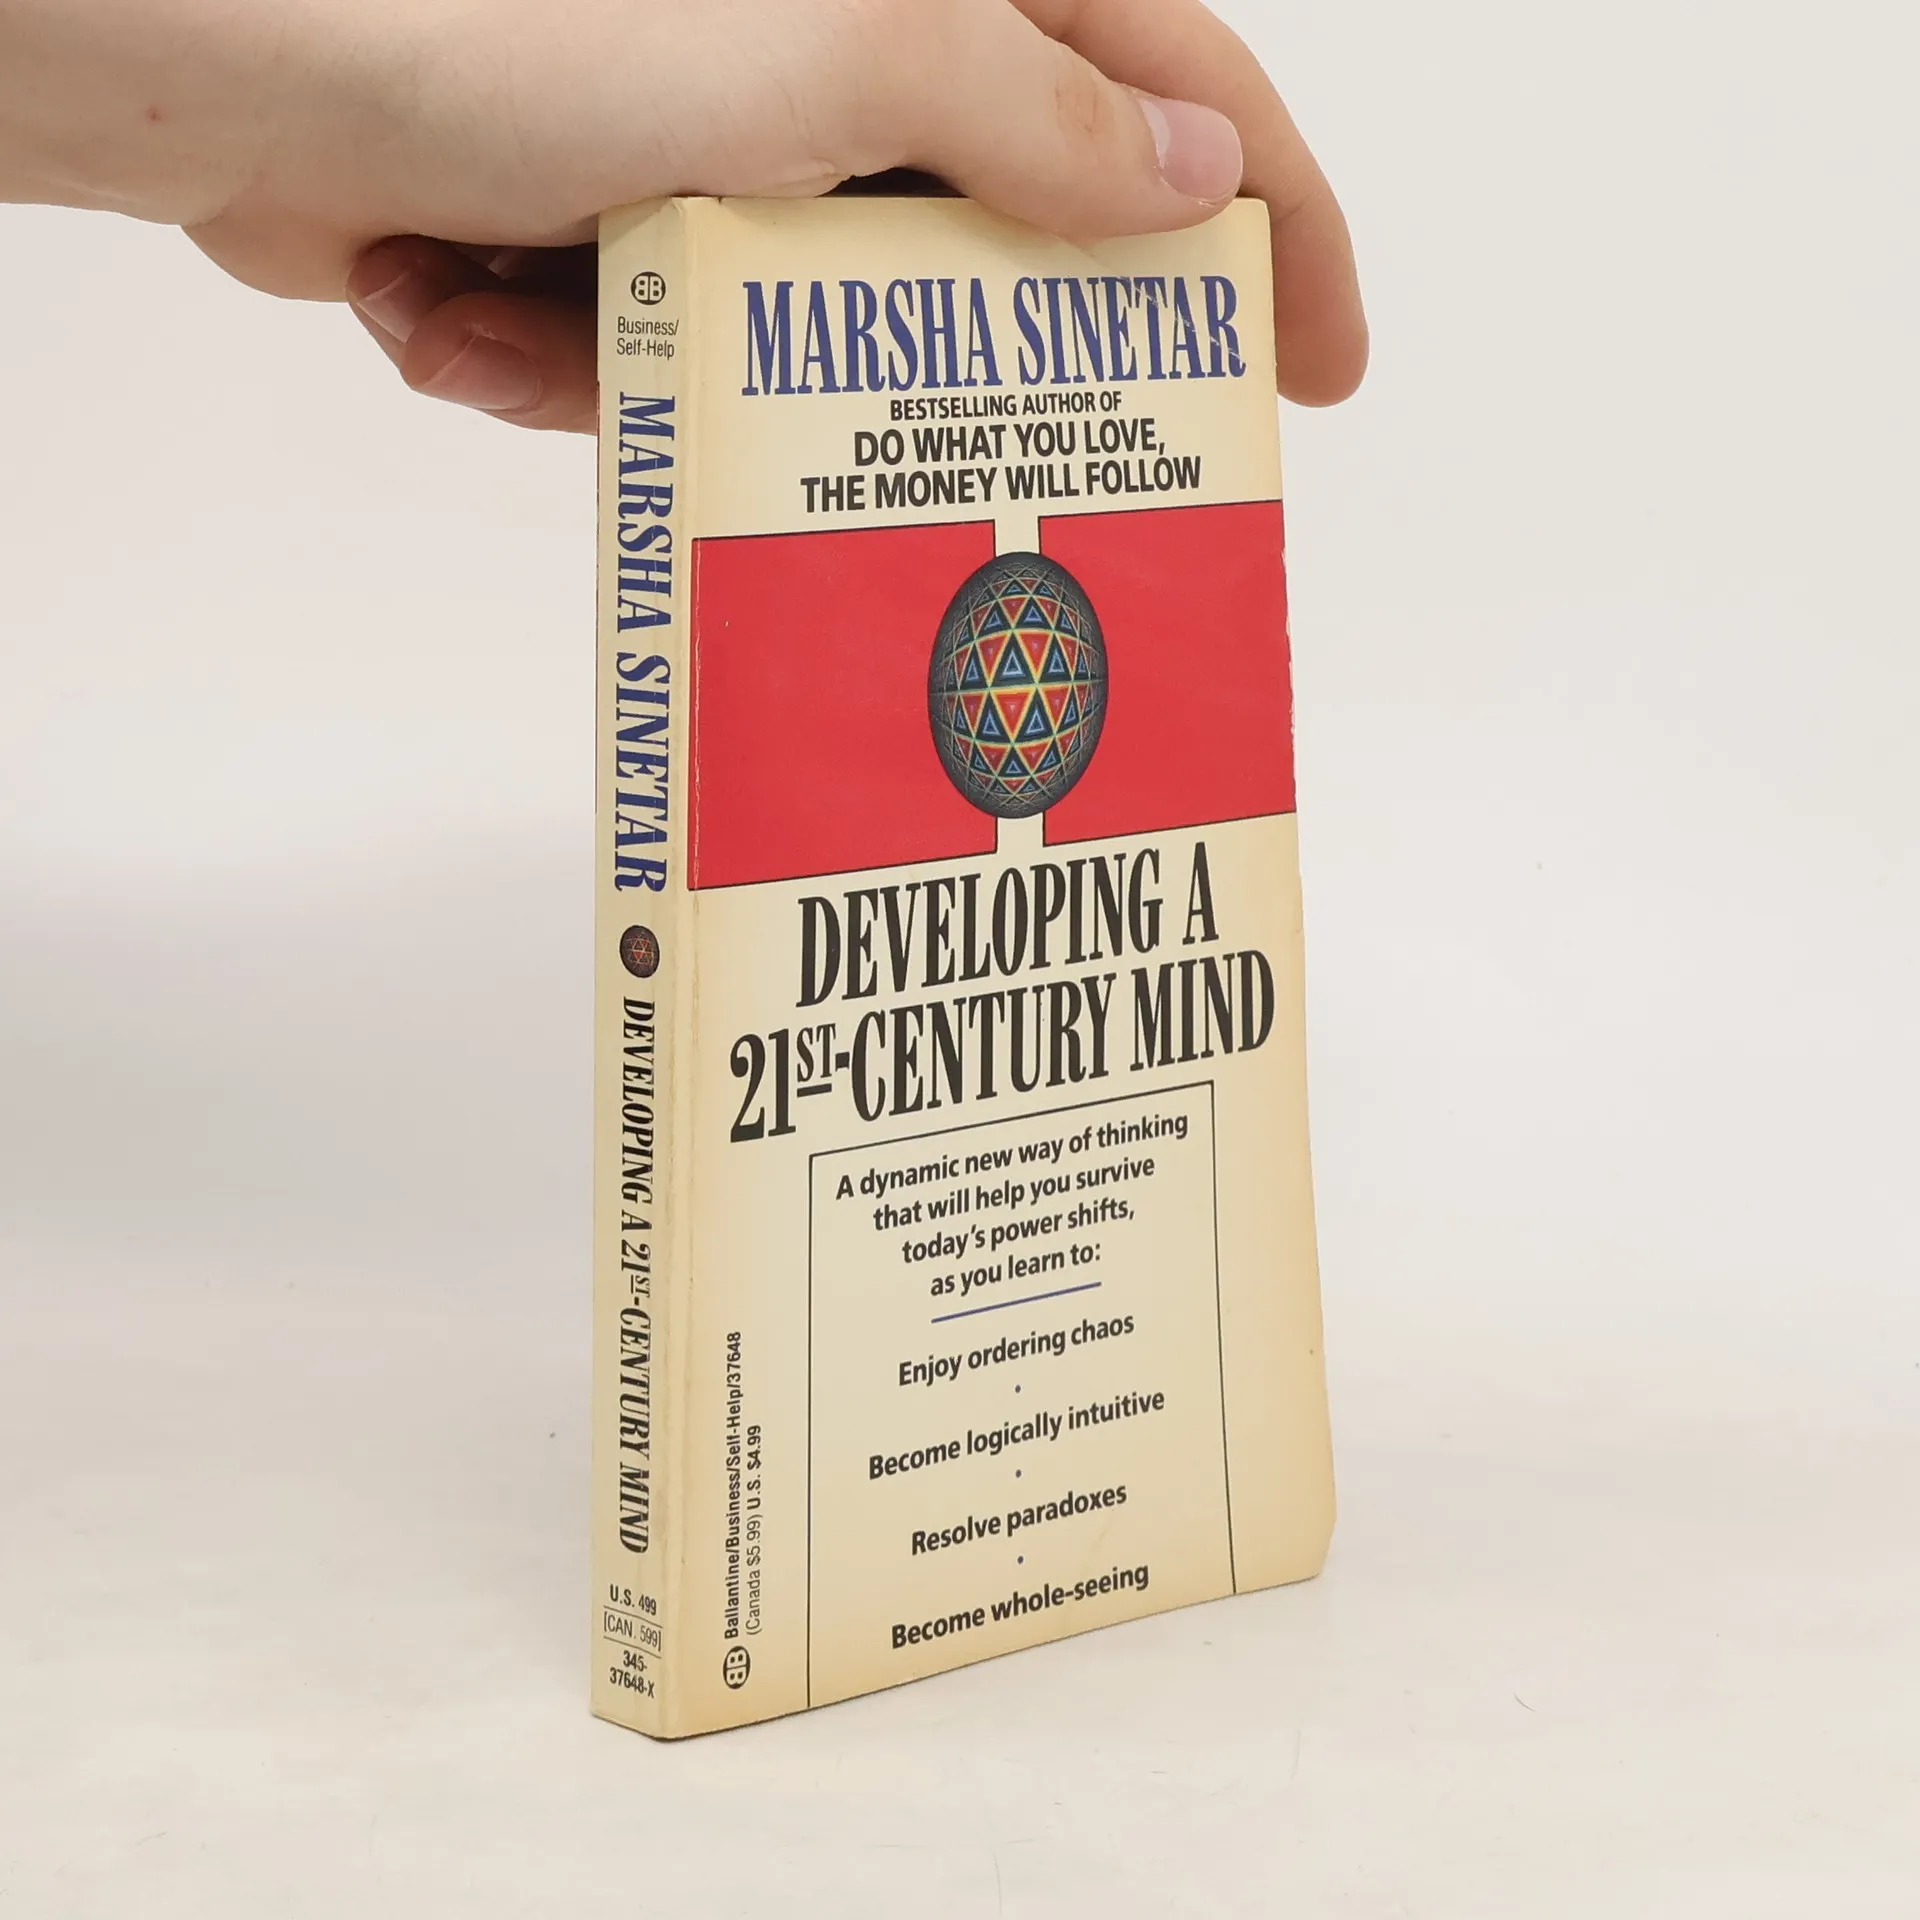 BB
Business/
Self-Help
MARSHA SINETAR
DEVELOPING A 21ST-CENTURY MIND
U.S. 499
[CAN. 599]
345-
37648-X
MARSHA SINETAR
BESTSELLING AUTHOR OF
DO WHAT YOU LOVE,
THE MONEY WILL FOLLOW
DEVELOPING A
21ST-CENTURY MIND
A dynamic new way of thinking
that will help you survive
today's power shifts,
as you learn to:
Enjoy ordering chaos
•
Become logically intuitive
•
Resolve paradoxes
•
Become whole-seeing
BB
Ballantine/Business/Self-Help/37648
(Canada $5.99) U.S. $4.99